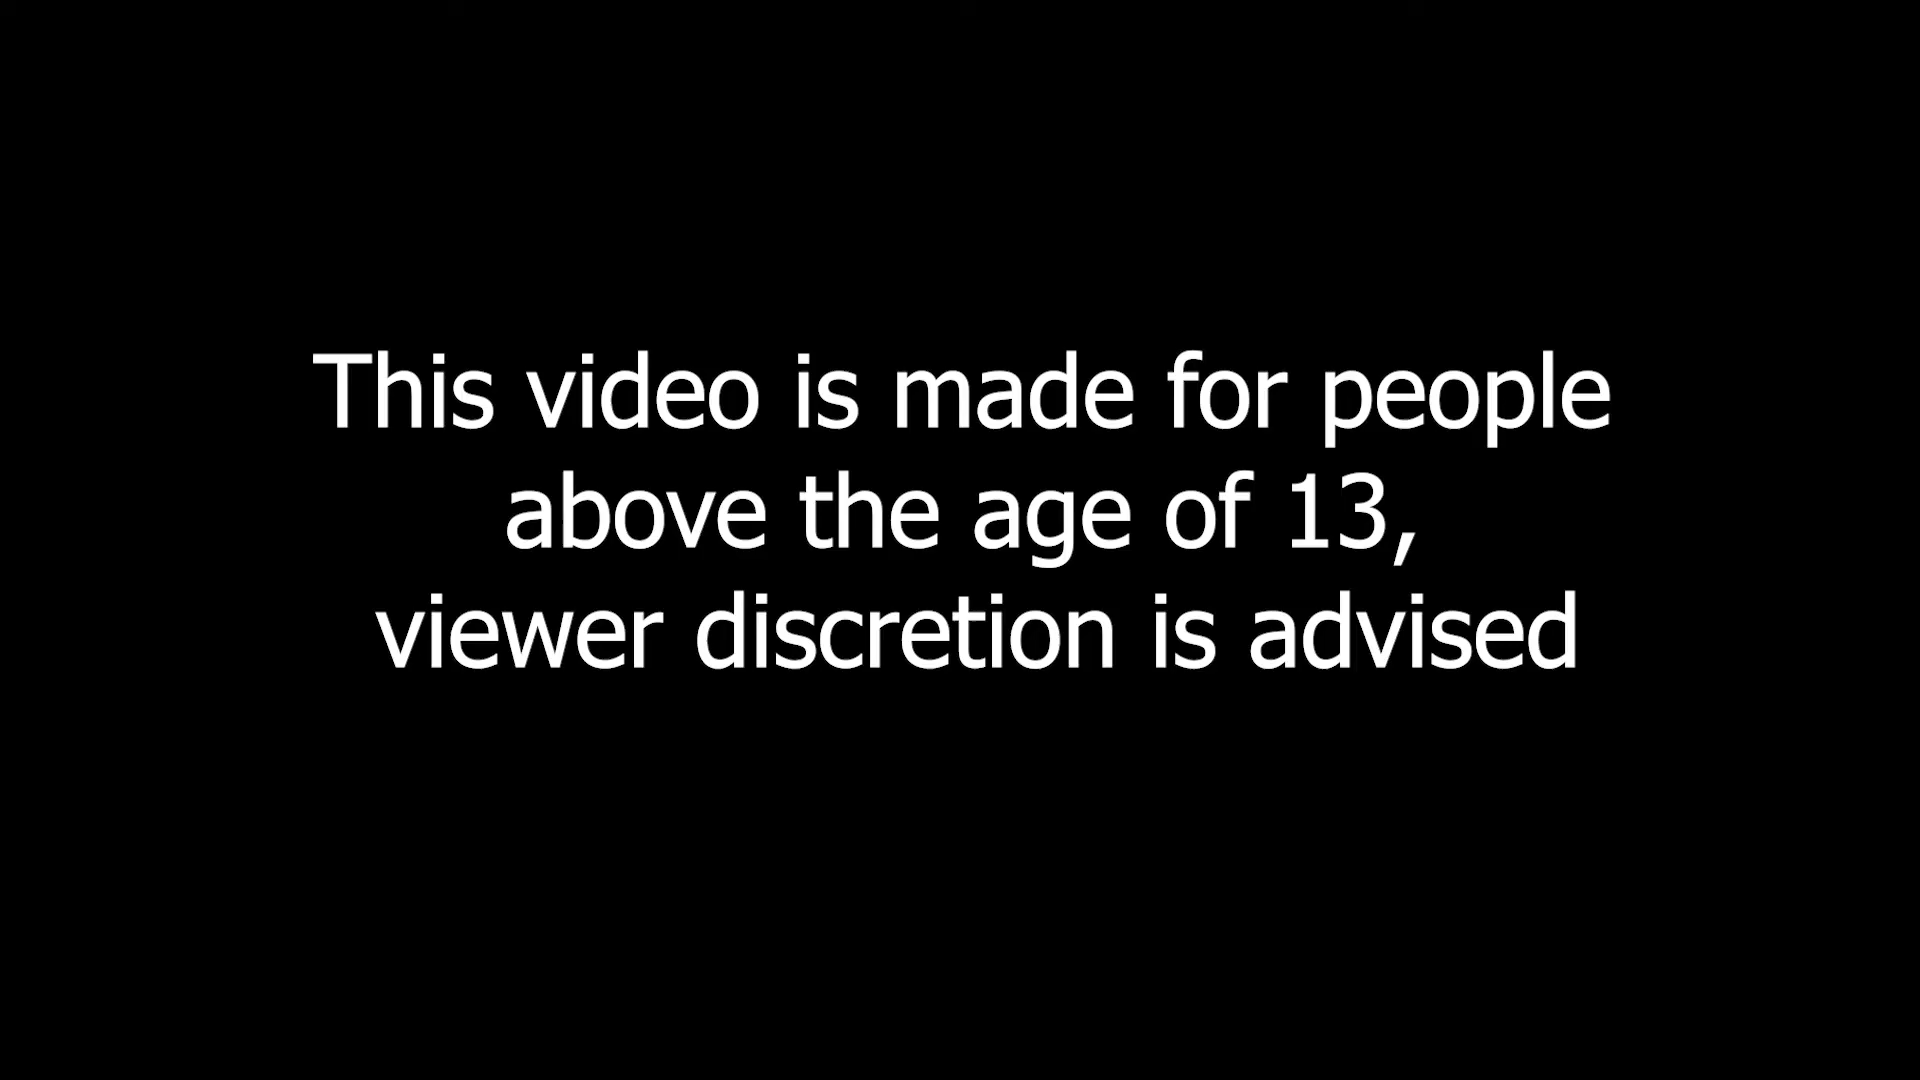 This video is made for people
above the age of 13,
viewer discretion is advised